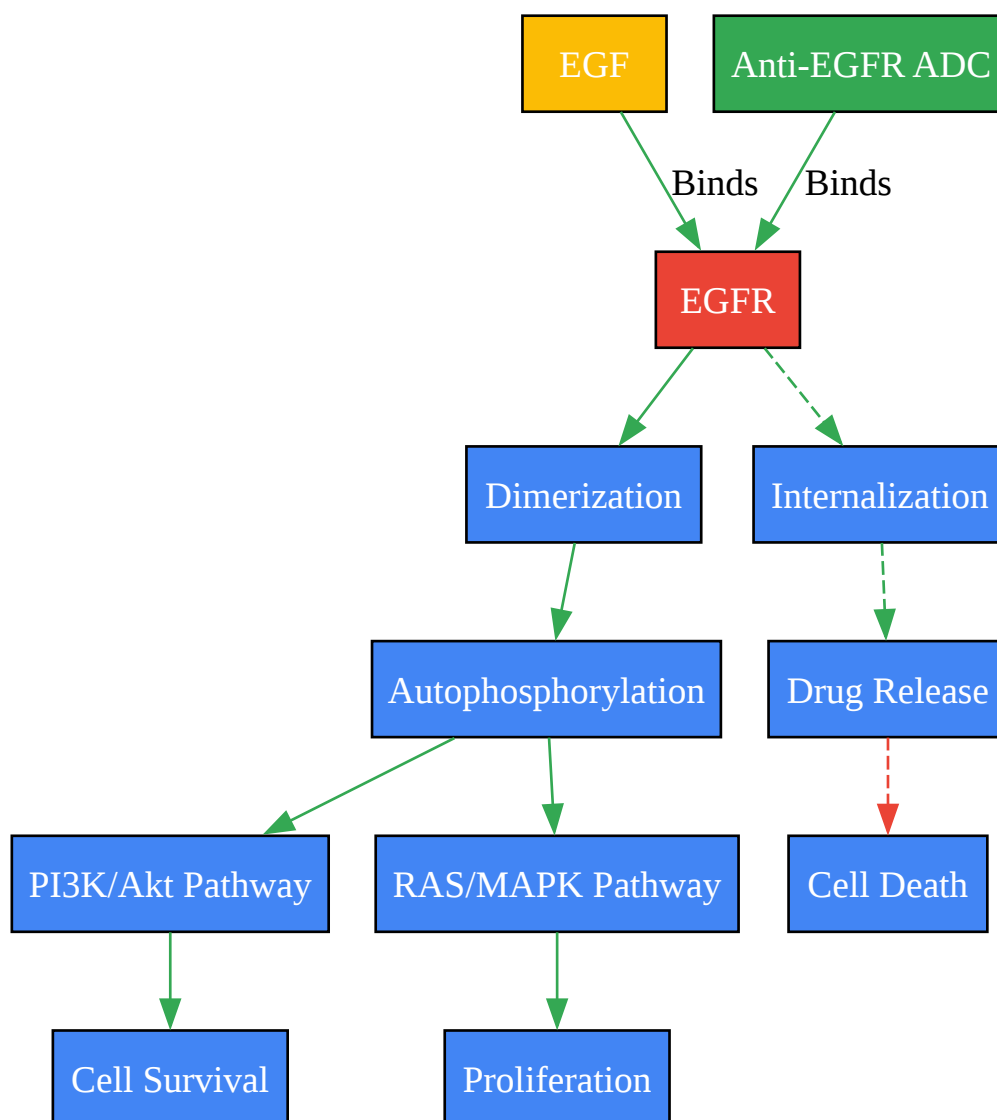 EGF
Anti-EGFR ADC
Binds
Binds
EGFR
Dimerization
Internalization
Autophosphorylation
Drug Release
PI3K/Akt Pathway
RAS/MAPK Pathway
Cell Death
Cell Survival
Proliferation